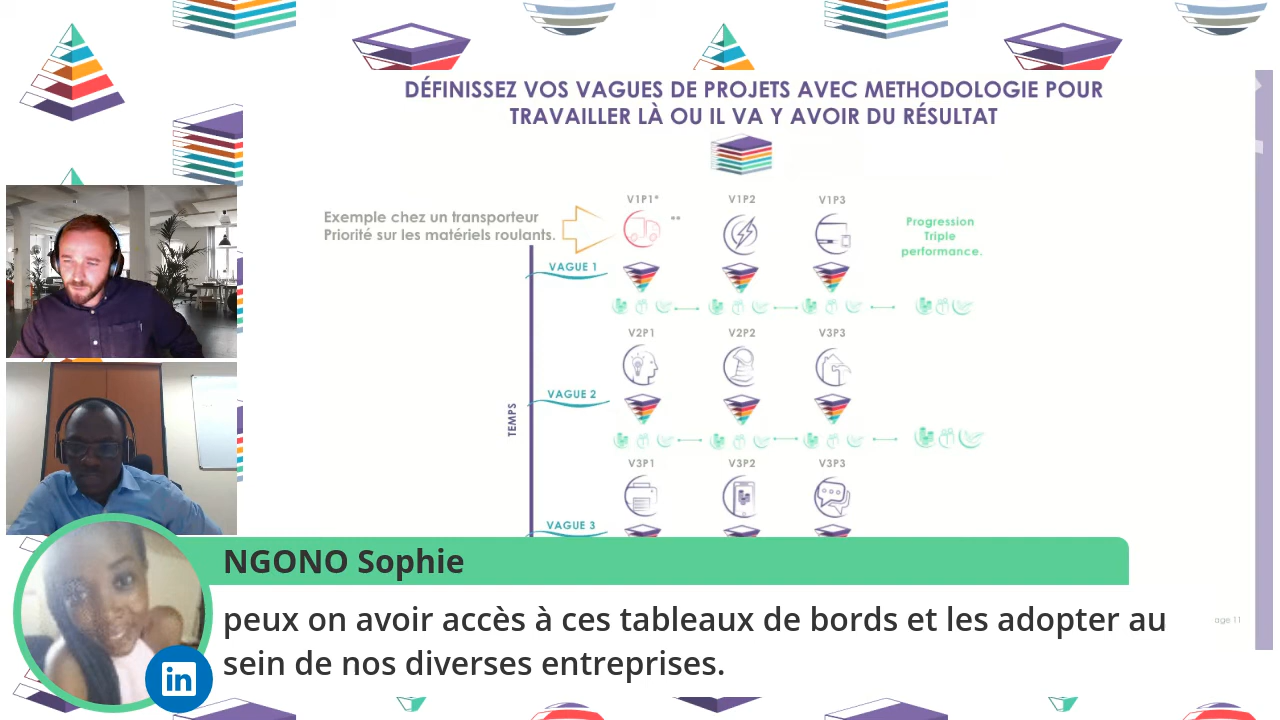 DÉFINISSEZ VOS VAGUES DE PROJETS AVEC METHODOLOGIE POUR
TRAVAILLER LÀ OU IL VA Y AVOIR DU RÉSULTAT
Exemple chez un transporteur
Priorité sur les matériels roulants.
V1P1*
**
V1P2
V1P3
Progression
Triple
performance.
VAGUE 1
V2P1
V2P2
V3P3
VAGUE 2
TEMPS
V3P1
V3P2
V3P3
VAGUE 3
NGONO Sophie
peux on avoir accès à ces tableaux de bords et les adopter au
sein de nos diverses entreprises.
in
age 11